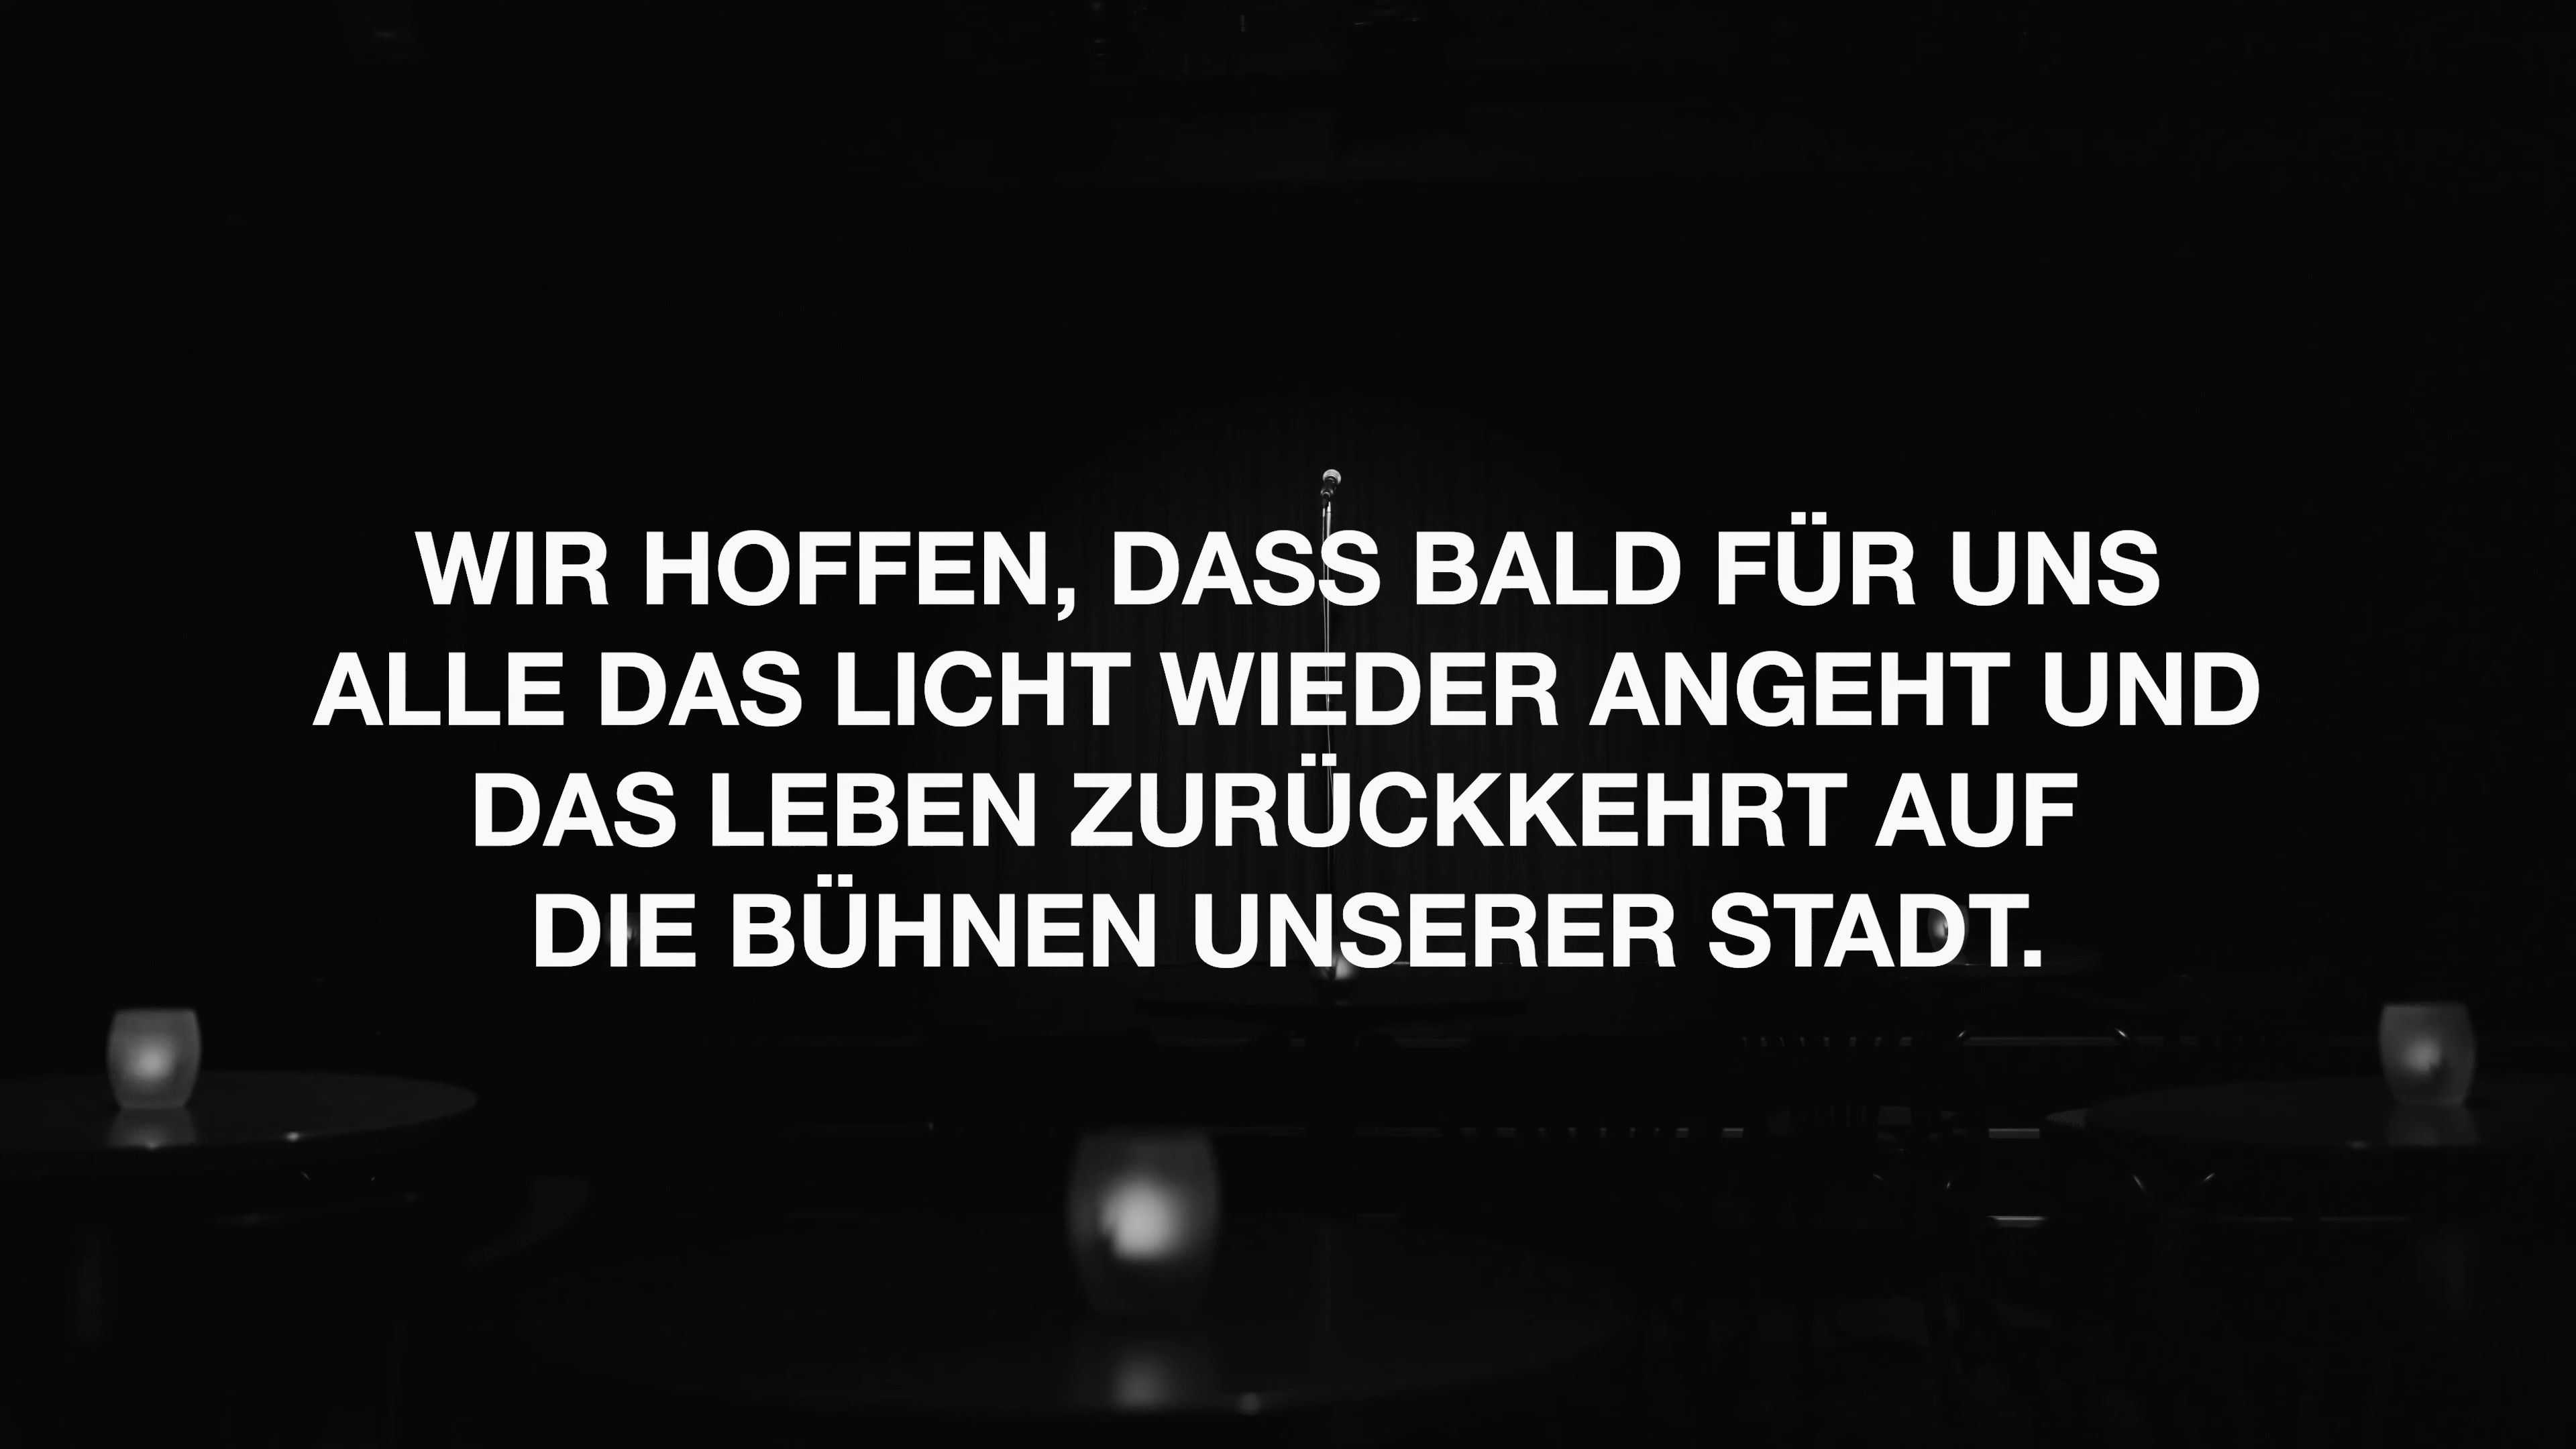 WIR HOFFEN, DASS BALD FÜR UNS
ALLE DAS LICHT WIEDER ANGEHT UND
DAS LEBEN ZURÜCKKEHRT AUF
DIE BÜHNEN UNSERER STADT.